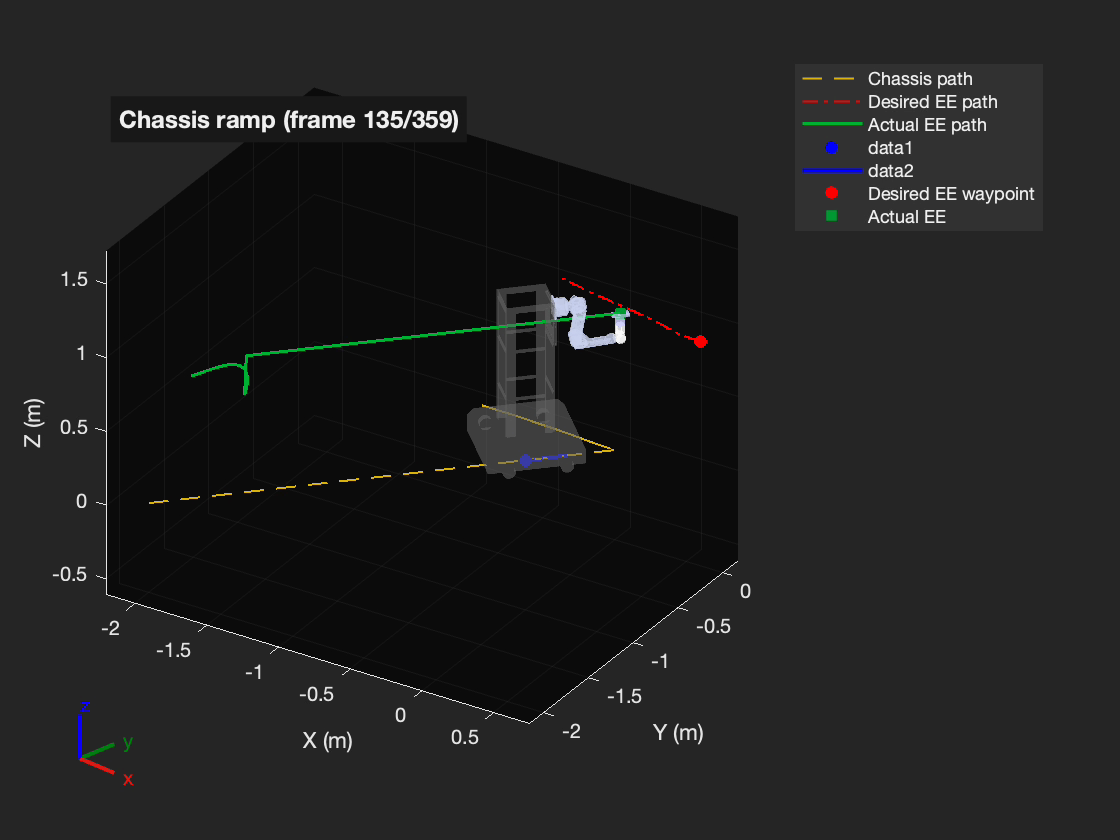 Chassis ramp (frame 135/359)
Chassis path
Desired EE path
Actual EE path
data1
data2
Desired EE waypoint
Actual EE
1.5
1
0.5
0
-0.5
Z (m)
-2
-1.5
-1
-0.5
0
0.5
X (m)
0
-0.5
-1
-1.5
-2
Y (m)
z
y
x